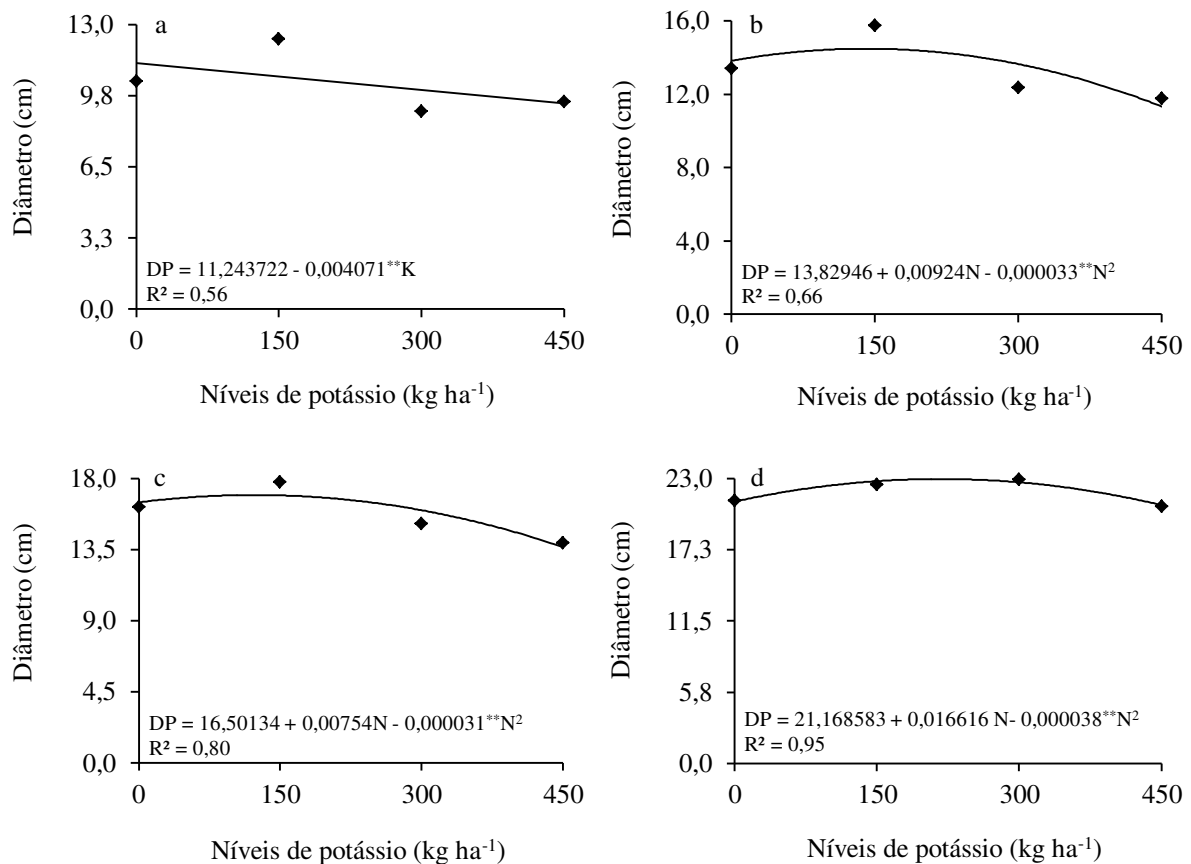 a
Diâmetro (cm)
13,0
9,8
6,5
3,3
0,0
DP = 11,243722 - 0,004071**K
R² = 0,56
0 150 300 450
Níveis de potássio (kg ha⁻¹)
b
Diâmetro (cm)
16,0
12,0
8,0
4,0
0,0
DP = 13,82946 + 0,00924N - 0,000033**N²
R² = 0,66
0 150 300 450
Níveis de potássio (kg ha⁻¹)
c
Diâmetro (cm)
18,0
13,5
9,0
4,5
0,0
DP = 16,50134 + 0,00754N - 0,000031**N²
R² = 0,80
0 150 300 450
Níveis de potássio (kg ha⁻¹)
d
Diâmetro (cm)
23,0
17,3
11,5
5,8
0,0
DP = 21,168583 + 0,016616 N- 0,000038**N²
R² = 0,95
0 150 300 450
Níveis de potássio (kg ha⁻¹)